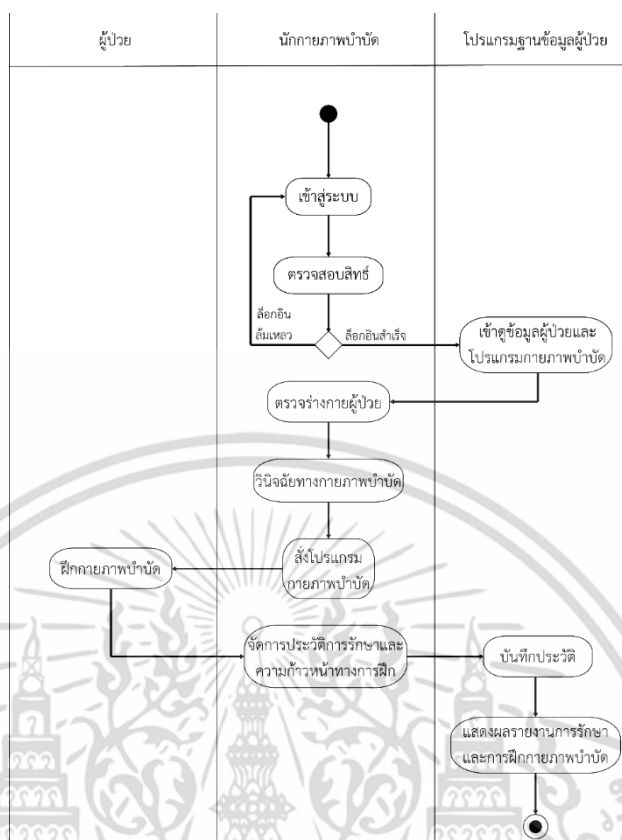 ผู้ป่วย
นักกายภาพบำบัด
โปรแกรมฐานข้อมูลผู้ป่วย
เข้าสู่ระบบ
ตรวจสอบสิทธิ์
ล็อกอิน
ล้มเหลว
ล็อกอินสำเร็จ
เข้าดูข้อมูลผู้ป่วยและ
โปรแกรมกายภาพบำบัด
ตรวจร่างกายผู้ป่วย
วินิจฉัยทางกายภาพบำบัด
สั่งโปรแกรม
กายภาพบำบัด
ฝึกกายภาพบำบัด
จัดการประวัติการรักษาและ
ความก้าวหน้าทางการฝึก
บันทึกประวัติ
แสดงผลรายงานการรักษา
และการฝึกกายภาพบำบัด